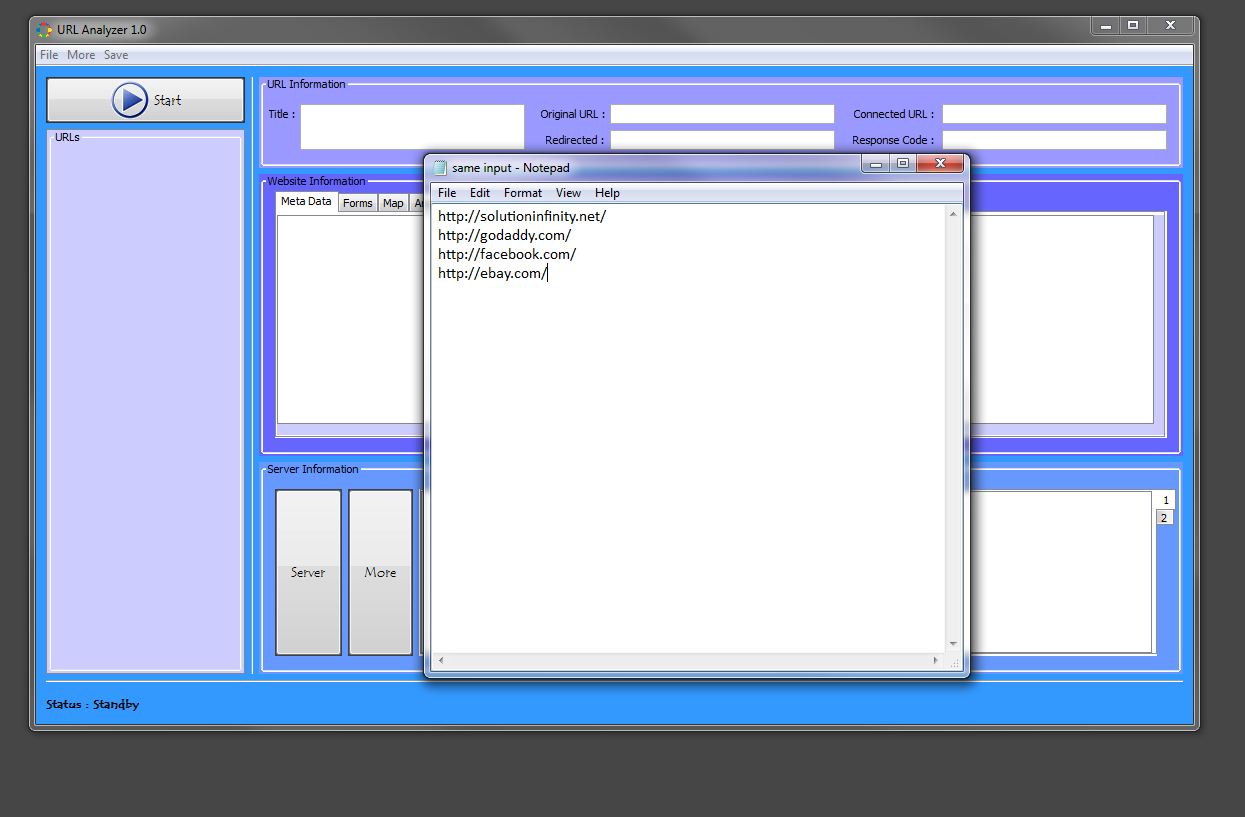 URL Analyzer 1.0
File More Save
Start
URLs
URL Information
Title :
Original URL :
Connected URL :
Redirected :
Response Code :
Website Information
Meta Data Forms Map
same input - Notepad
File Edit Format View Help
http://solutioninfinity.net/
http://godaddy.com/
http://facebook.com/
http://ebay.com/
Server Information
Server
More
1
2
Status : Standby